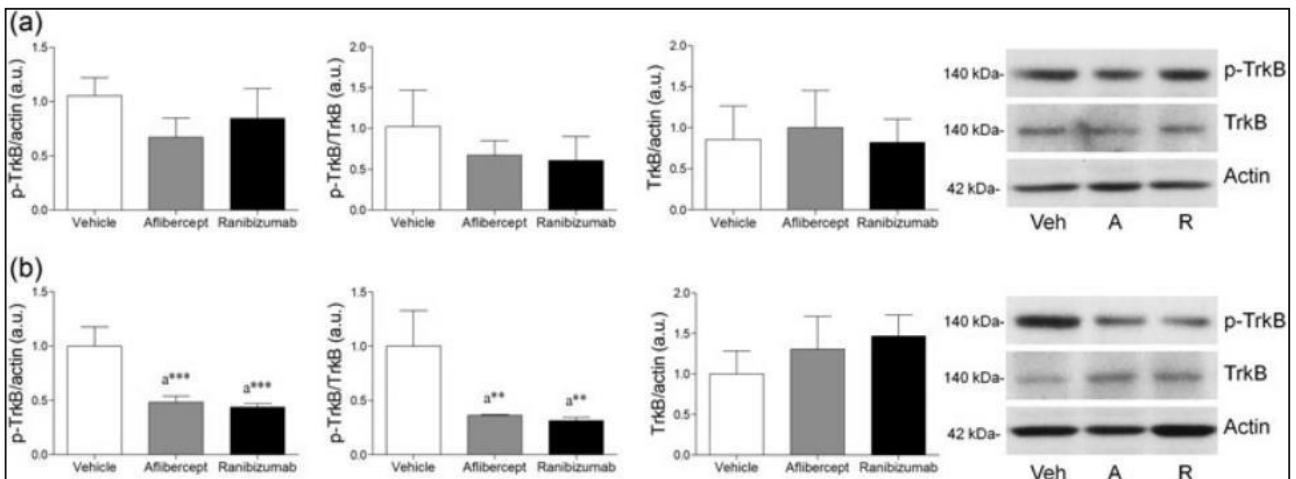 (a)
p-TrkB/actin (a.u.)
1.5
1.0
0.5
0.0
Vehicle Aflibercept Ranibizumab
p-TrkB/TrkB (a.u.)
2.0
1.5
1.0
0.5
0.0
Vehicle Aflibercept Ranibizumab
TrkB/actin (a.u.)
2.0
1.5
1.0
0.5
0.0
Vehicle Aflibercept Ranibizumab
140 kDa- p-TrkB
140 kDa- TrkB
42 kDa- Actin
Veh A R
(b)
p-TrkB/actin (a.u.)
1.5
1.0
0.5
0.0
a*** a***
Vehicle Aflibercept Ranibizumab
p-TrkB/TrkB (a.u.)
1.5
1.0
0.5
0.0
a** a**
Vehicle Aflibercept Ranibizumab
TrkB/actin (a.u.)
2.0
1.5
1.0
0.5
0.0
Vehicle Aflibercept Ranibizumab
140 kDa- p-TrkB
140 kDa- TrkB
42 kDa- Actin
Veh A R